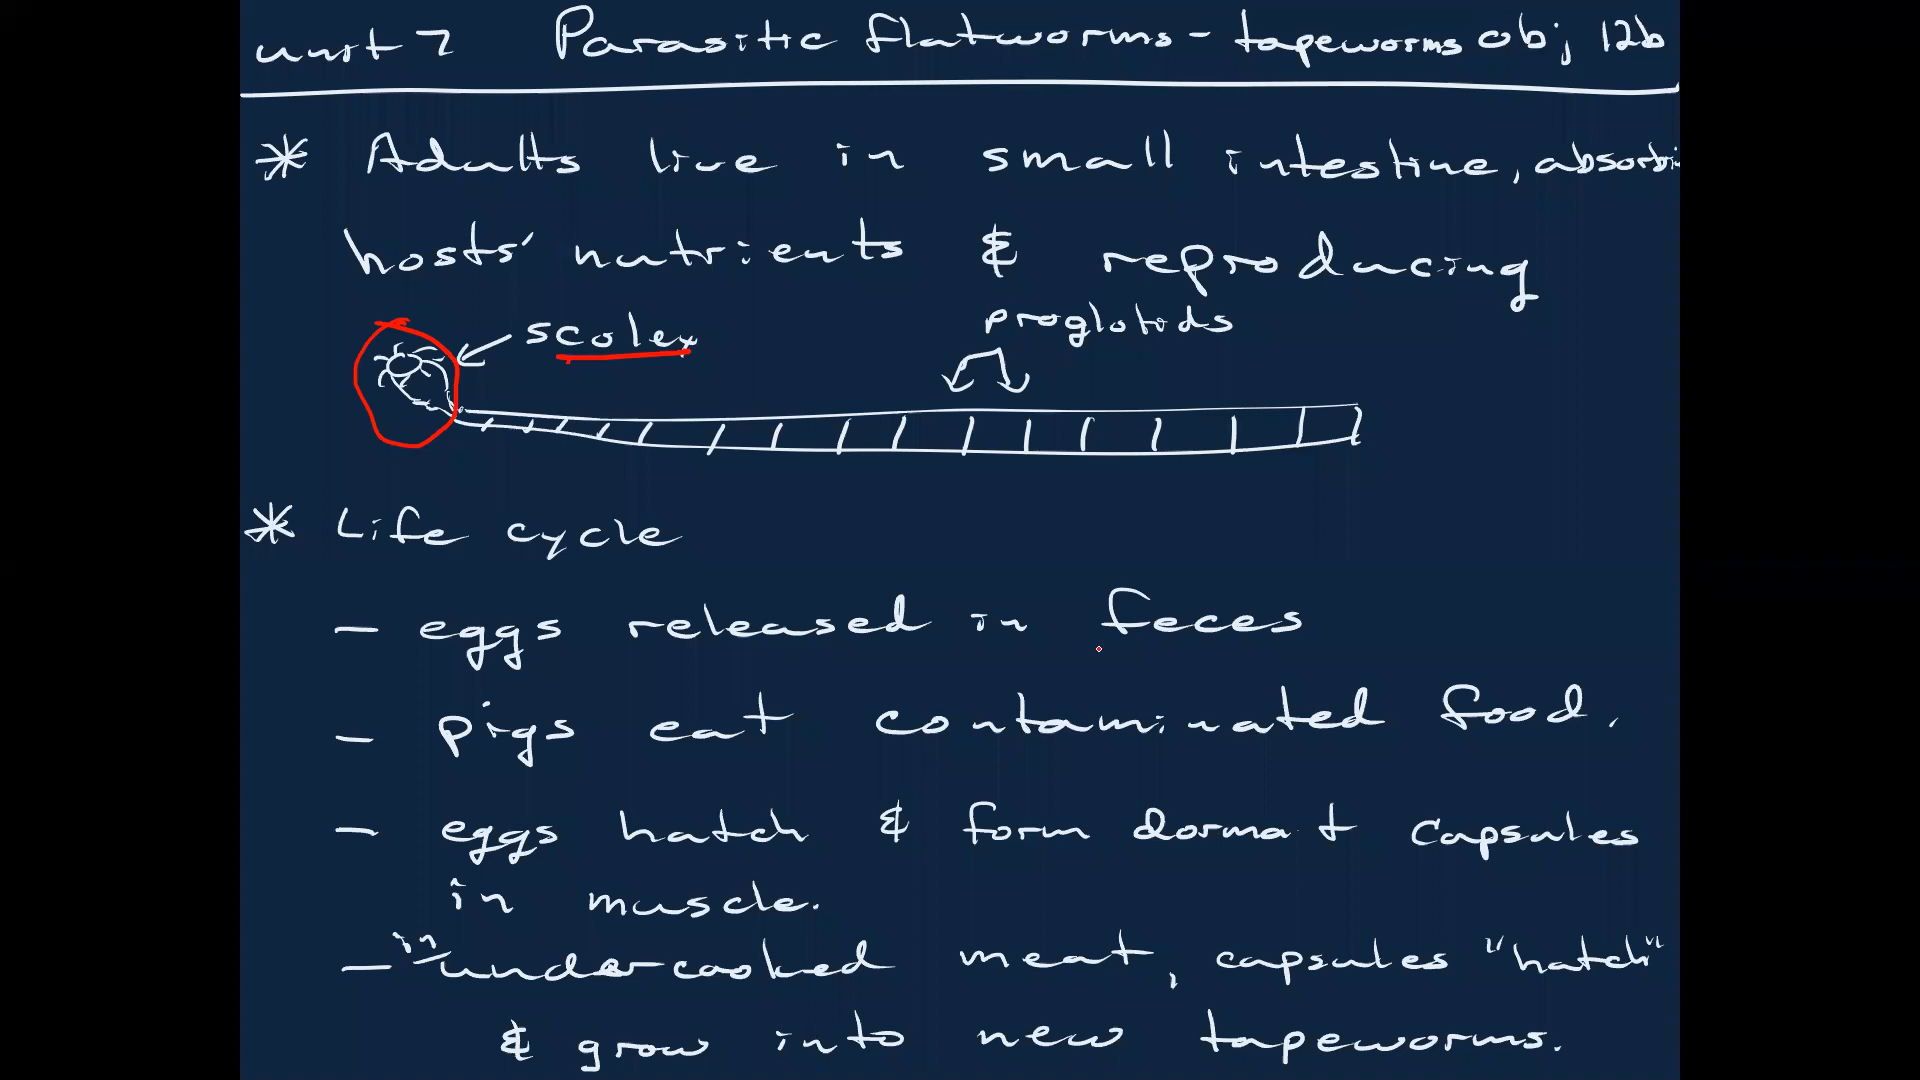 unit 7 Parasitic flatworms - tapeworms obj 12b
* Adults live in small intestine, absorbi
hosts' nutrients & reproducing
scolex
proglotids
* Life cycle
- eggs released in feces
- pigs eat contaminated food.
- eggs hatch & form dormat capsules
in muscle.
- in undercooked meat, capsules "hatch"
& grow into new tapeworms.